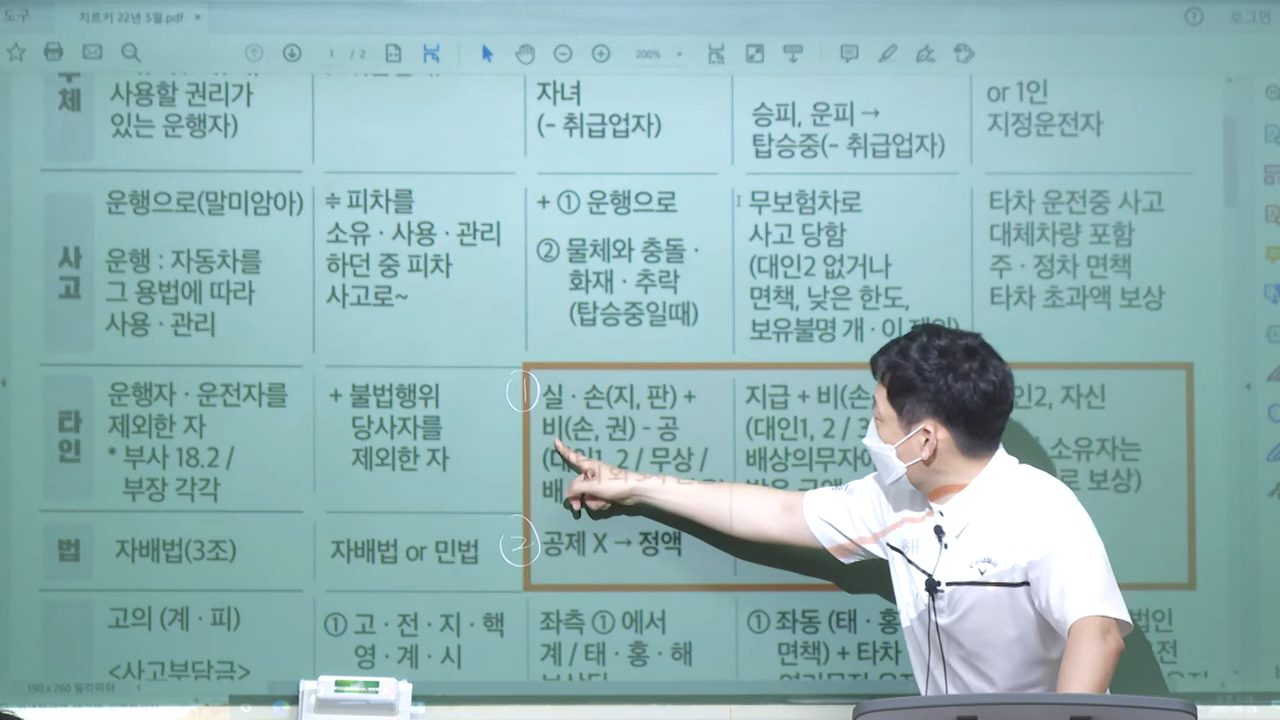 도구
치트키 22년 5월.pdf ×
로그인
1 / 2
200%
주체
사용할 권리가
있는 운행자)
자녀
(- 취급업자)
승피, 운피 →
탑승중(- 취급업자)
or 1인
지정운전자
사고
운행으로(말미암아)
운행 : 자동차를
그 용법에 따라
사용 · 관리
≑ 피차를
소유 · 사용 · 관리
하던 중 피차
사고로~
+ ① 운행으로
② 물체와 충돌 ·
화재 · 추락
(탑승중일때)
무보험차로
사고 당함
(대인2 없거나
면책, 낮은 한도,
보유불명 개 · 이 제외)
타차 운전중 사고
대체차량 포함
주 · 정차 면책
타차 초과액 보상
타인
운행자 · 운전자를
제외한 자
* 부사 18.2 /
부장 각각
+ 불법행위
당사자를
제외한 자
① 실 · 손(지, 판) +
비(손, 권) - 공
(대인1, 2 / 무상 /
배
② 공제 X → 정액
지급 + 비(손
(대인1, 2 / 3
배상의무자
인2, 자신
소유자는
로 보상)
법
자배법(3조)
자배법 or 민법
고의 (계 · 피)
<사고부담금>
① 고 · 전 · 지 · 핵
영 · 계 · 시
좌측 ① 에서
계 / 태 · 홍 · 해
① 좌동 (태 · 홍
면책) + 타차
법인
190 x 260 밀리미터